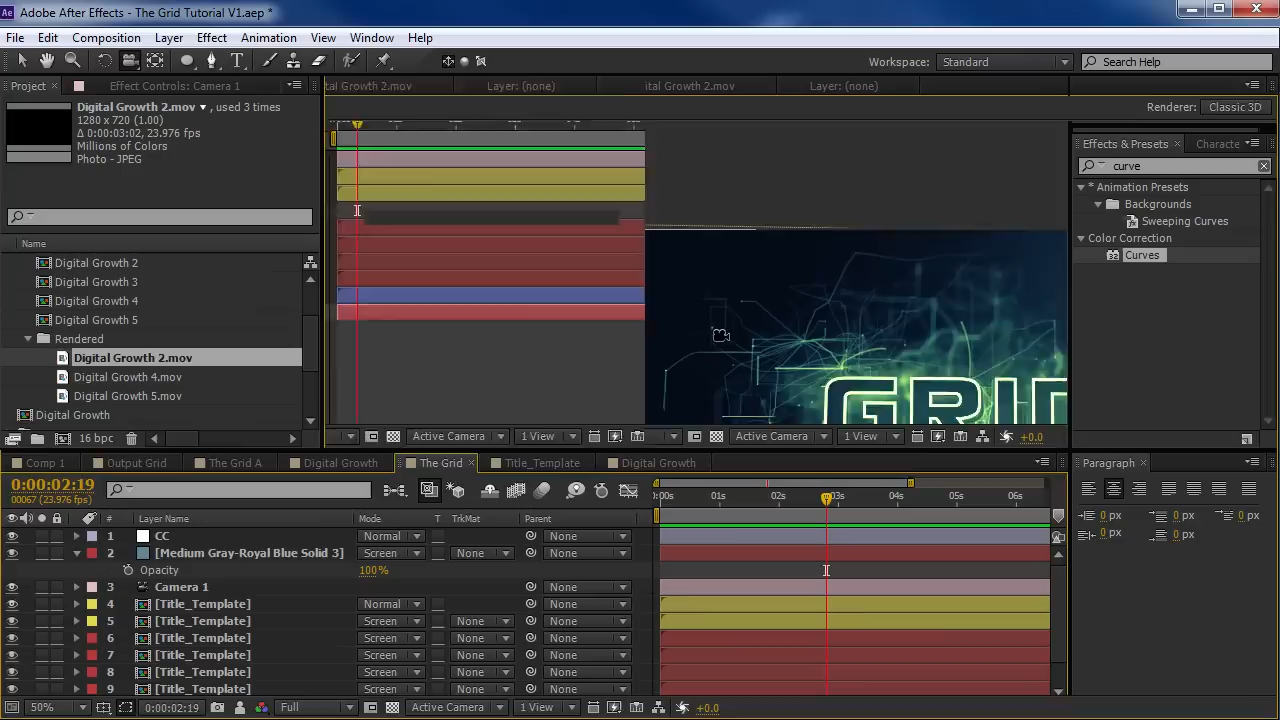 Adobe After Effects - The Grid Tutorial V1.aep *
File Edit Composition Layer Effect Animation View Window Help
Workspace: Standard Search Help
Project Effect Controls: Camera 1 tal Growth 2.mov Layer: (none) ital Growth 2.mov Layer: (none)
Digital Growth 2.mov , used 3 times
1280 x 720 (1.00)
Δ 0:00:03:02, 23.976 fps
Millions of Colors
Photo - JPEG
Renderer: Classic 3D
Effects & Presets Characte
curve
* Animation Presets
Backgrounds
Sweeping Curves
Color Correction
Curves
Name
Digital Growth 2
Digital Growth 3
Digital Growth 4
Digital Growth 5
Rendered
Digital Growth 2.mov
Digital Growth 4.mov
Digital Growth 5.mov
Digital Growth
16 bpc
GRID
Active Camera 1 View Active Camera 1 View +0.0
Comp 1 Output Grid The Grid A Digital Growth The Grid Title_Template Digital Growth
Paragraph
0:00:02:19
00067 (23.976 fps)
:00s 01s 02s 03s 04s 05s 06s
# Layer Name Mode T TrkMat Parent
1 CC Normal None
2 [Medium Gray-Royal Blue Solid 3] Screen None None
Opacity 100%
3 Camera 1 None
4 [Title_Template] Normal None
5 [Title_Template] Screen None None
6 [Title_Template] Screen None None
7 [Title_Template] Screen None None
8 [Title_Template] Screen None None
9 [Title_Template] Screen None None
0 px 0 px 0 px
0 px 0 px
50% 0:00:02:19 Full Active Camera 1 View +0.0